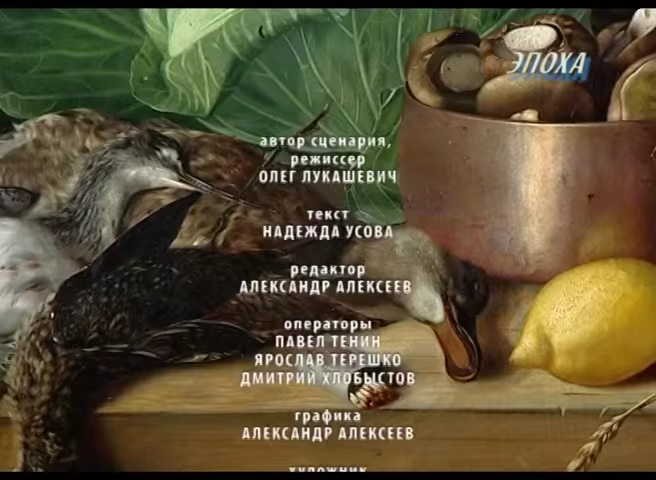 ЭПОХА
автор сценария,
режиссер
ОЛЕГ ЛУКАШЕВИЧ
текст
НАДЕЖДА УСОВА
редактор
АЛЕКСАНДР АЛЕКСЕЕВ
операторы
ПАВЕЛ ТЕНИН
ЯРОСЛАВ ТЕРЕШКО
ДМИТРИЙ ХЛОБЫСТОВ
графика
АЛЕКСАНДР АЛЕКСЕЕВ
художник